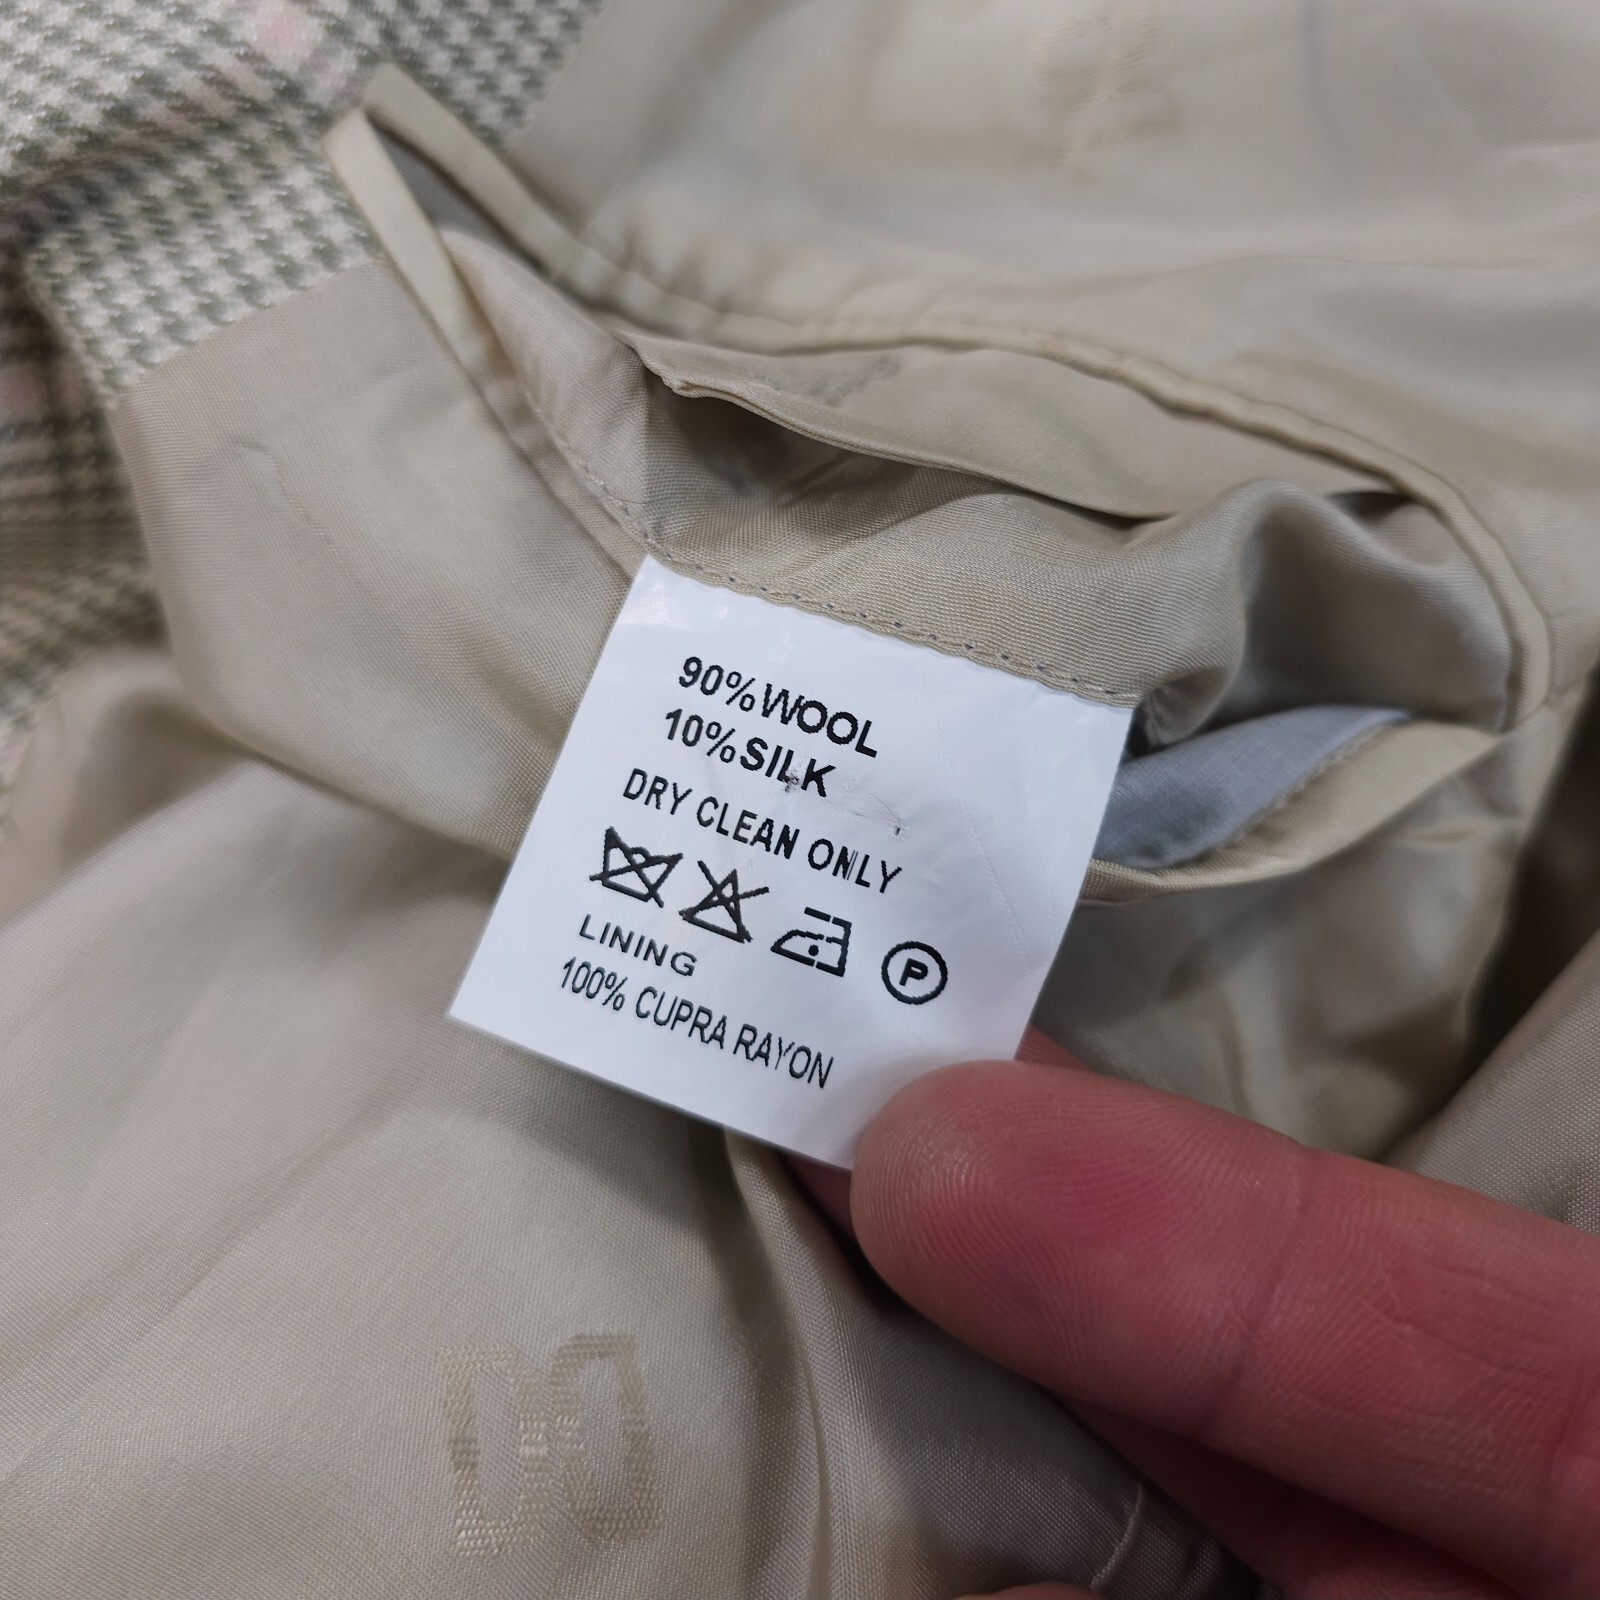 90%WOOL
10%SILK
DRY CLEAN ONLY
P
LINING
100% CUPRA RAYON